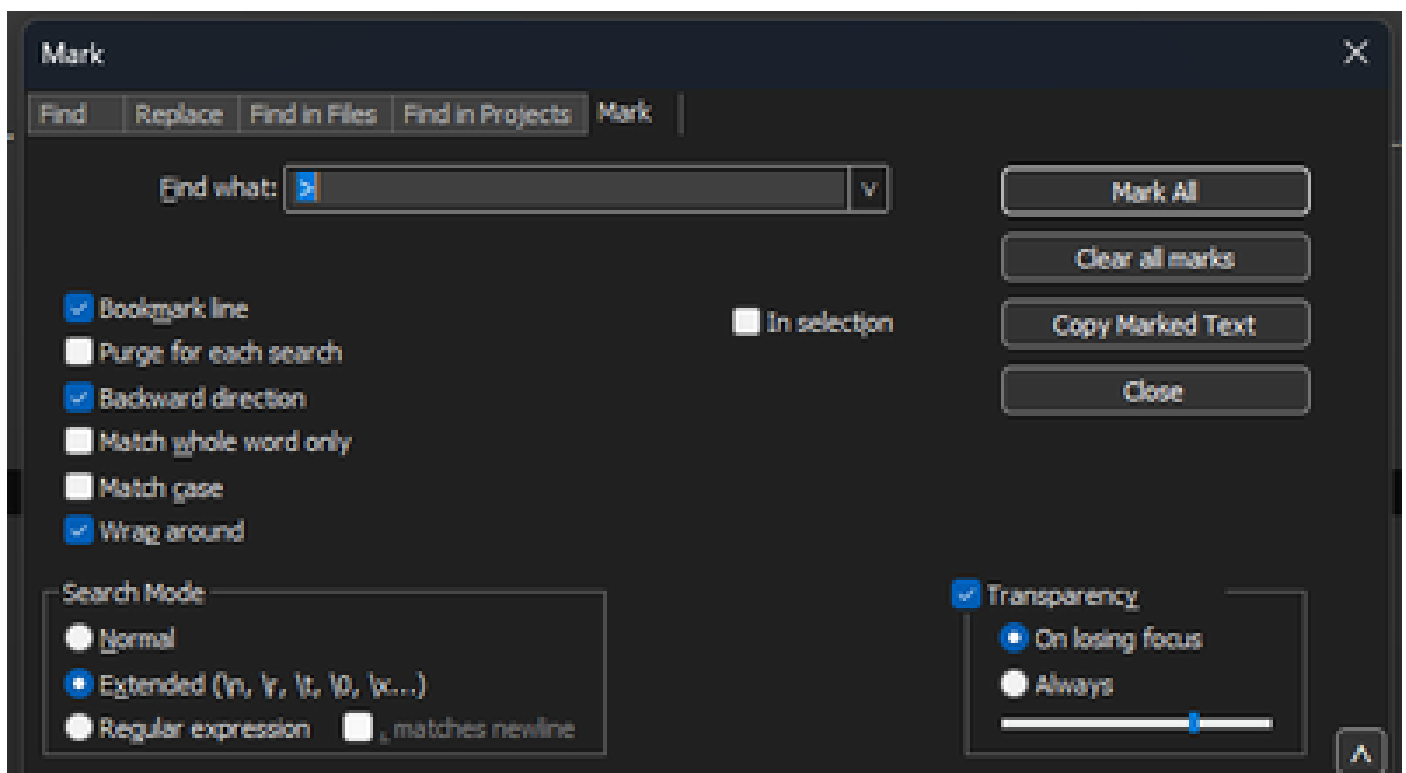 Mark
Find Replace Find in Files Find in Projects Mark
Find what: >
Mark All
Clear all marks
Bookmark line
In selection
Copy Marked Text
Purge for each search
Backward direction
Close
Match whole word only
Match case
Wrap around
Search Mode
Transparency
Normal
On losing focus
Extended (\n, \r, \t, \0, \x...)
Always
Regular expression . matches newline